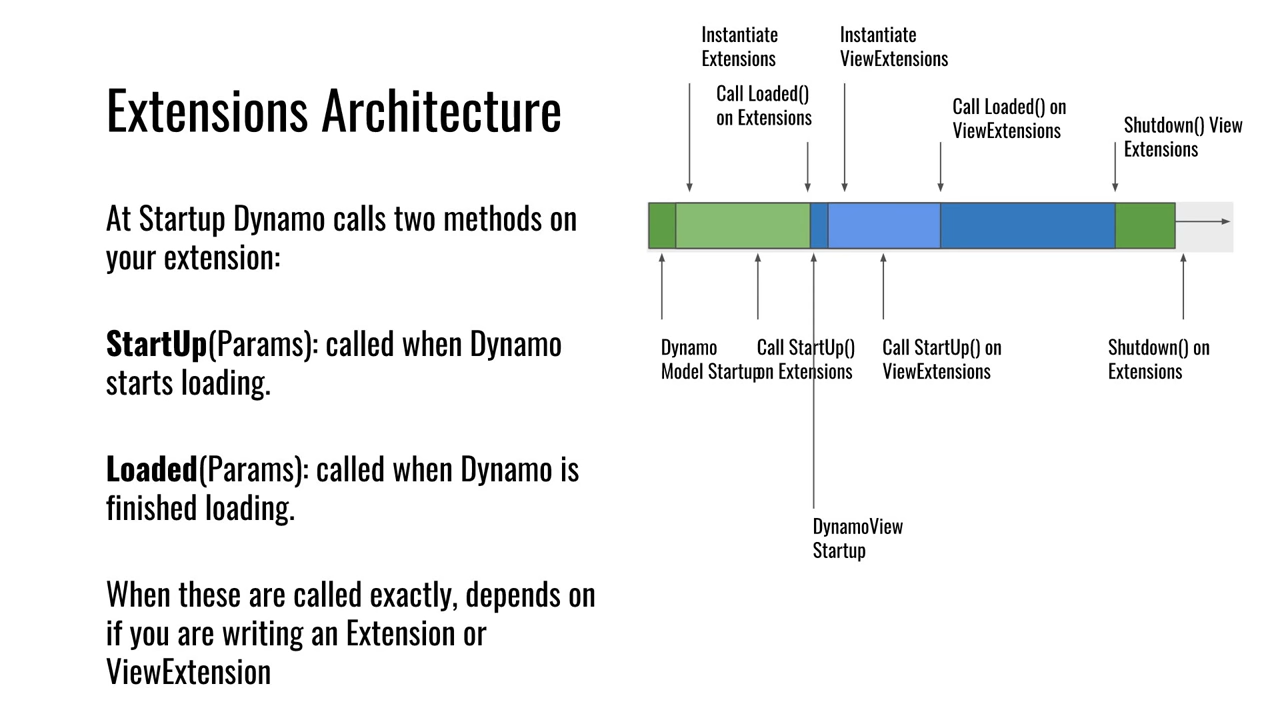 Extensions Architecture
At Startup Dynamo calls two methods on
your extension:
StartUp(Params): called when Dynamo
starts loading.
Loaded(Params): called when Dynamo is
finished loading.
When these are called exactly, depends on
if you are writing an Extension or
ViewExtension
Instantiate
Extensions
Instantiate
ViewExtensions
Call Loaded()
on Extensions
Call Loaded() on
ViewExtensions
Shutdown() View
Extensions
Dynamo
Model Startup
Call StartUp()
on Extensions
Call StartUp() on
ViewExtensions
Shutdown() on
Extensions
DynamoView
Startup